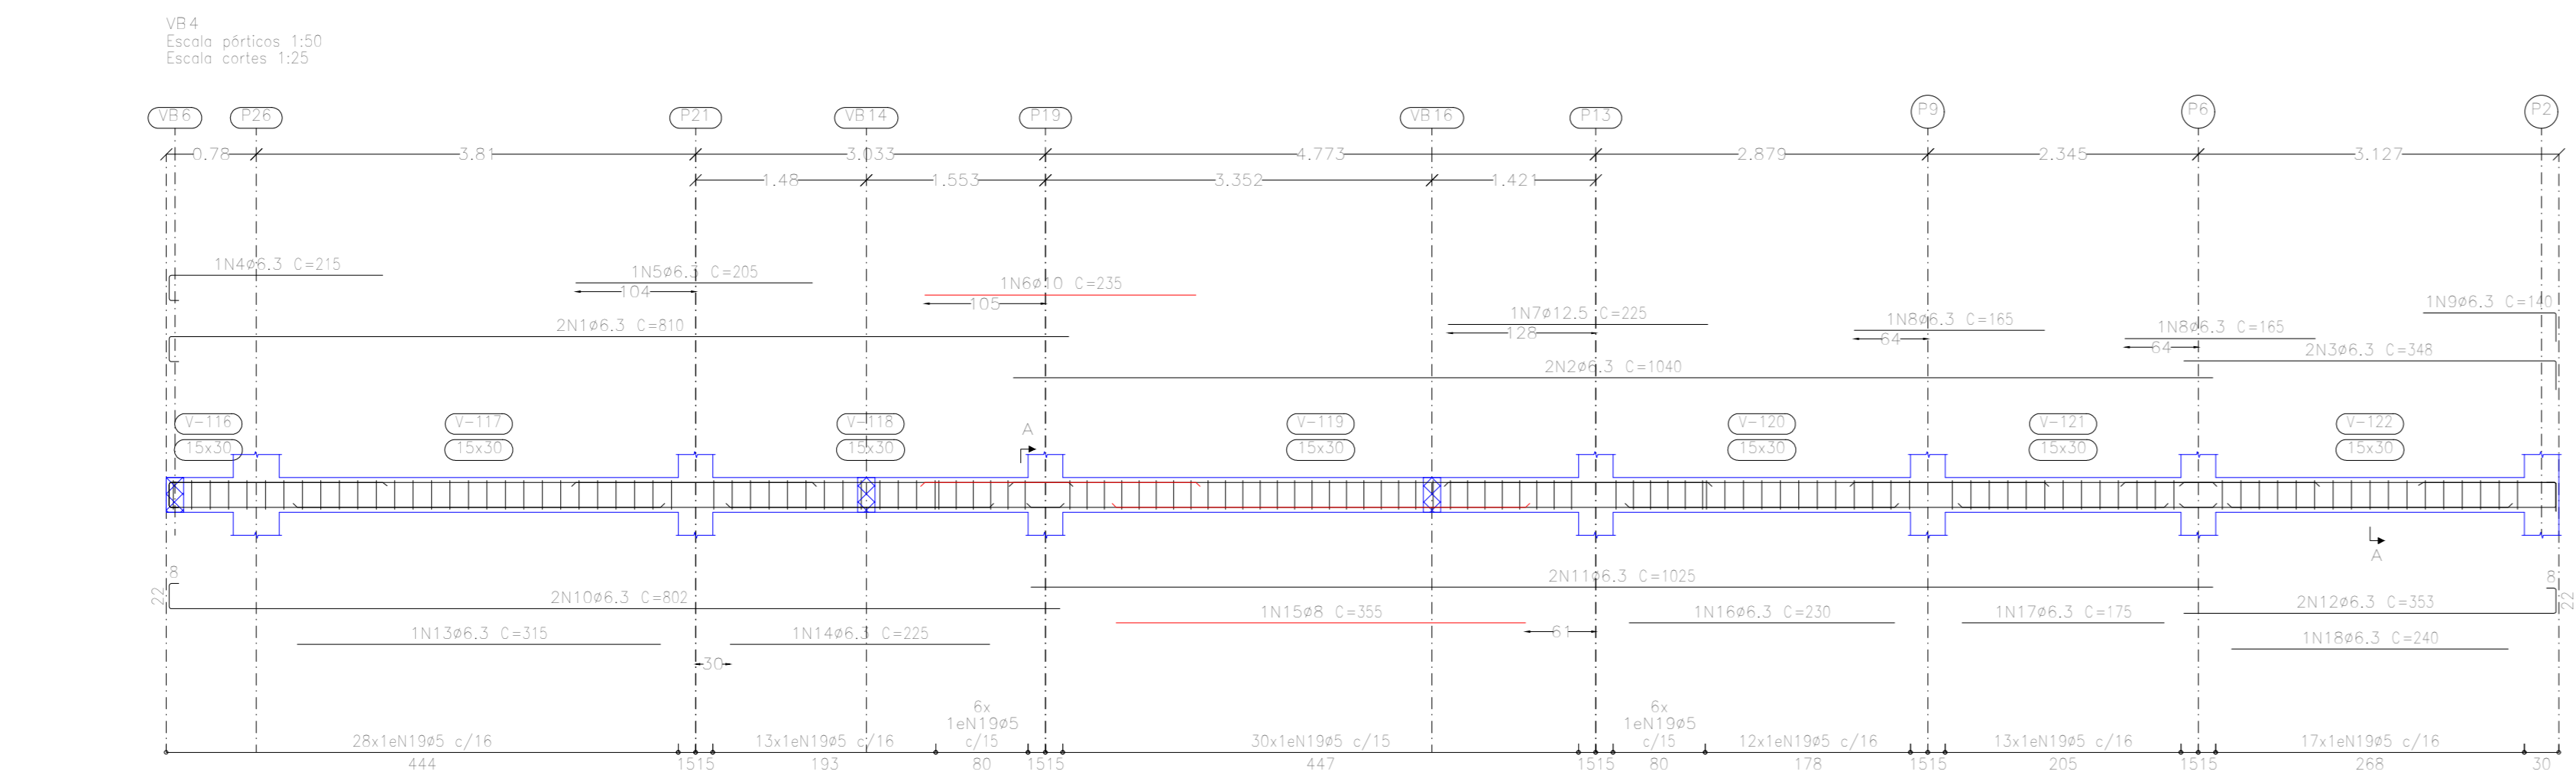 VB4
Escala pórticos 1:50
Escala cortes 1:25
VB6 P26 P21 VB14 P19 VB16 P13 P9 P6 P2
0.78 3.81 3.033 4.773 2.879 2.345 3.127
1.48 1.553 3.352 1.421
1N4ø6.3 C=215
1N5ø6.3 C=205
104
1N6ø10 C=235
105
1N7ø12.5 C=225
128
1N8ø6.3 C=165
64
1N8ø6.3 C=165
64
1N9ø6.3 C=140
2N1ø6.3 C=810
2N3ø6.3 C=348
2N2ø6.3 C=1040
V-116 V-117 V-118 V-119 V-120 V-121 V-122
15x30 15x30 15x30 15x30 15x30 15x30 15x30
A
A
8
22
2N11ø6.3 C=1025
8
22
2N10ø6.3 C=802
2N12ø6.3 C=353
1N15ø8 C=355
61
1N16ø6.3 C=230
1N17ø6.3 C=175
1N13ø6.3 C=315
1N14ø6.3 C=225
30
1N18ø6.3 C=240
28x1eN19ø5 c/16
444
1515
13x1eN19ø5 c/16
193
6x
1eN19ø5
c/15
80
1515
30x1eN19ø5 c/15
447
1515
6x
1eN19ø5
c/15
80
12x1eN19ø5 c/16
178
1515
13x1eN19ø5 c/16
205
1515
17x1eN19ø5 c/16
268
30